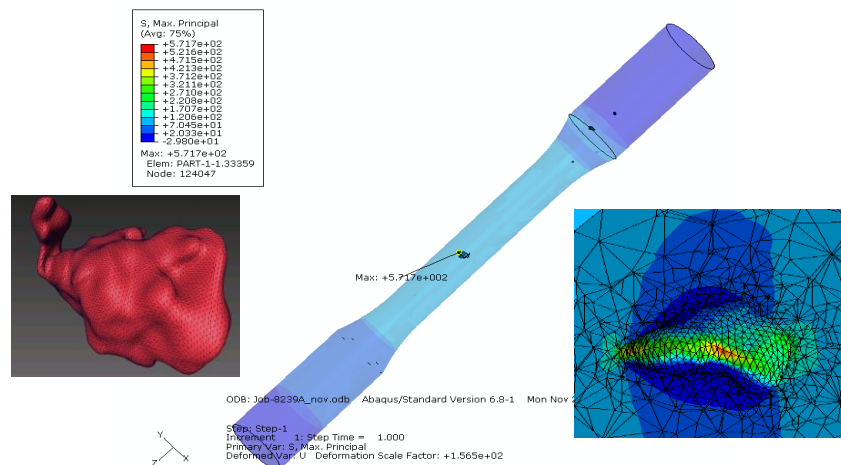 S, Max. Principal
(Avg: 75%)
+5.717e+02
+5.216e+02
+4.715e+02
+4.213e+02
+3.712e+02
+3.211e+02
+2.710e+02
+2.208e+02
+1.707e+02
+1.206e+02
+7.045e+01
+2.033e+01
-2.980e+01
Max: +5.717e+02
Elem: PART-1-1.33359
Node: 124047
Max: +5.717e+002
ODB: Job-8239A_nov.odb Abaqus/Standard Version 6.8-1 Mon Nov
Step: Step-1
Increment 1: Step Time = 1.000
Primary Var: S, Max. Principal
Deformed Var: U Deformation Scale Factor: +1.565e+02
Y
X
Z